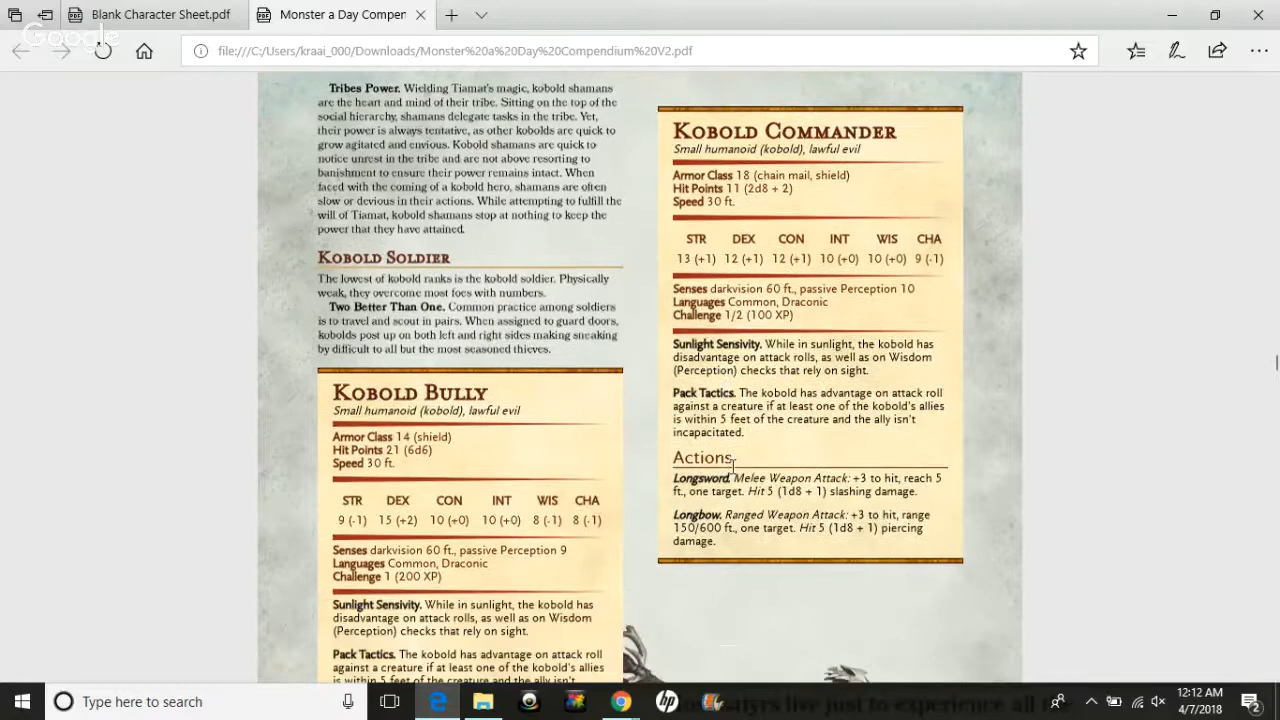 Blank Character Sheet.pdf
Monster a Day
Google
file:///C:/Users/kraai_000/Downloads/Monster%20a%20Day%20Compendium%20V2.pdf
Tribes Power. Wielding Tiamat's magic, kobold shamans
are the heart and mind of their tribe. Sitting on the top of the
social hierarchy, shamans delegate tasks in the tribe. Yet,
their power is always tentative, as other kobolds are quick to
grow agitated and envious. Kobold shamans are quick to
notice unrest in the tribe and are not above resorting to
banishment to ensure their power remains intact. When
faced with the coming of a kobold hero, shamans are often
slow or devious in their actions. While attempting to fulfill the
will of Tiamat, kobold shamans stop at nothing to keep the
power that they have attained.
Kobold Soldier
The lowest of kobold ranks is the kobold soldier. Physically
weak, they overcome most foes with numbers.
Two Better Than One. Common practice among soldiers
is to travel and scout in pairs. When assigned to guard doors,
kobolds post up on both left and right sides making sneaking
by difficult to all but the most seasoned thieves.
Kobold Bully
Small humanoid (kobold), lawful evil
Armor Class 14 (shield)
Hit Points 21 (6d6)
Speed 30 ft.
STR DEX CON INT WIS CHA
9 (-1) 15 (+2) 10 (+0) 10 (+0) 8 (-1) 8 (-1)
Senses darkvision 60 ft., passive Perception 9
Languages Common, Draconic
Challenge 1 (200 XP)
Sunlight Sensivity. While in sunlight, the kobold has
disadvantage on attack rolls, as well as on Wisdom
(Perception) checks that rely on sight.
Pack Tactics. The kobold has advantage on attack roll
against a creature if at least one of the kobold's allies
is within 5 feet of the creature and the ally isn't
Kobold Commander
Small humanoid (kobold), lawful evil
Armor Class 18 (chain mail, shield)
Hit Points 11 (2d8 + 2)
Speed 30 ft.
STR DEX CON INT WIS CHA
13 (+1) 12 (+1) 12 (+1) 10 (+0) 10 (+0) 9 (-1)
Senses darkvision 60 ft., passive Perception 10
Languages Common, Draconic
Challenge 1/2 (100 XP)
Sunlight Sensivity. While in sunlight, the kobold has
disadvantage on attack rolls, as well as on Wisdom
(Perception) checks that rely on sight.
Pack Tactics. The kobold has advantage on attack roll
against a creature if at least one of the kobold's allies
is within 5 feet of the creature and the ally isn't
incapacitated.
Actions
Longsword. Melee Weapon Attack: +3 to hit, reach 5
ft., one target. Hit 5 (1d8 + 1) slashing damage.
Longbow. Ranged Weapon Attack: +3 to hit, range
150/600 ft., one target. Hit 5 (1d8 + 1) piercing
damage.
Type here to search
hp
12:12 AM
4/7/2018
2